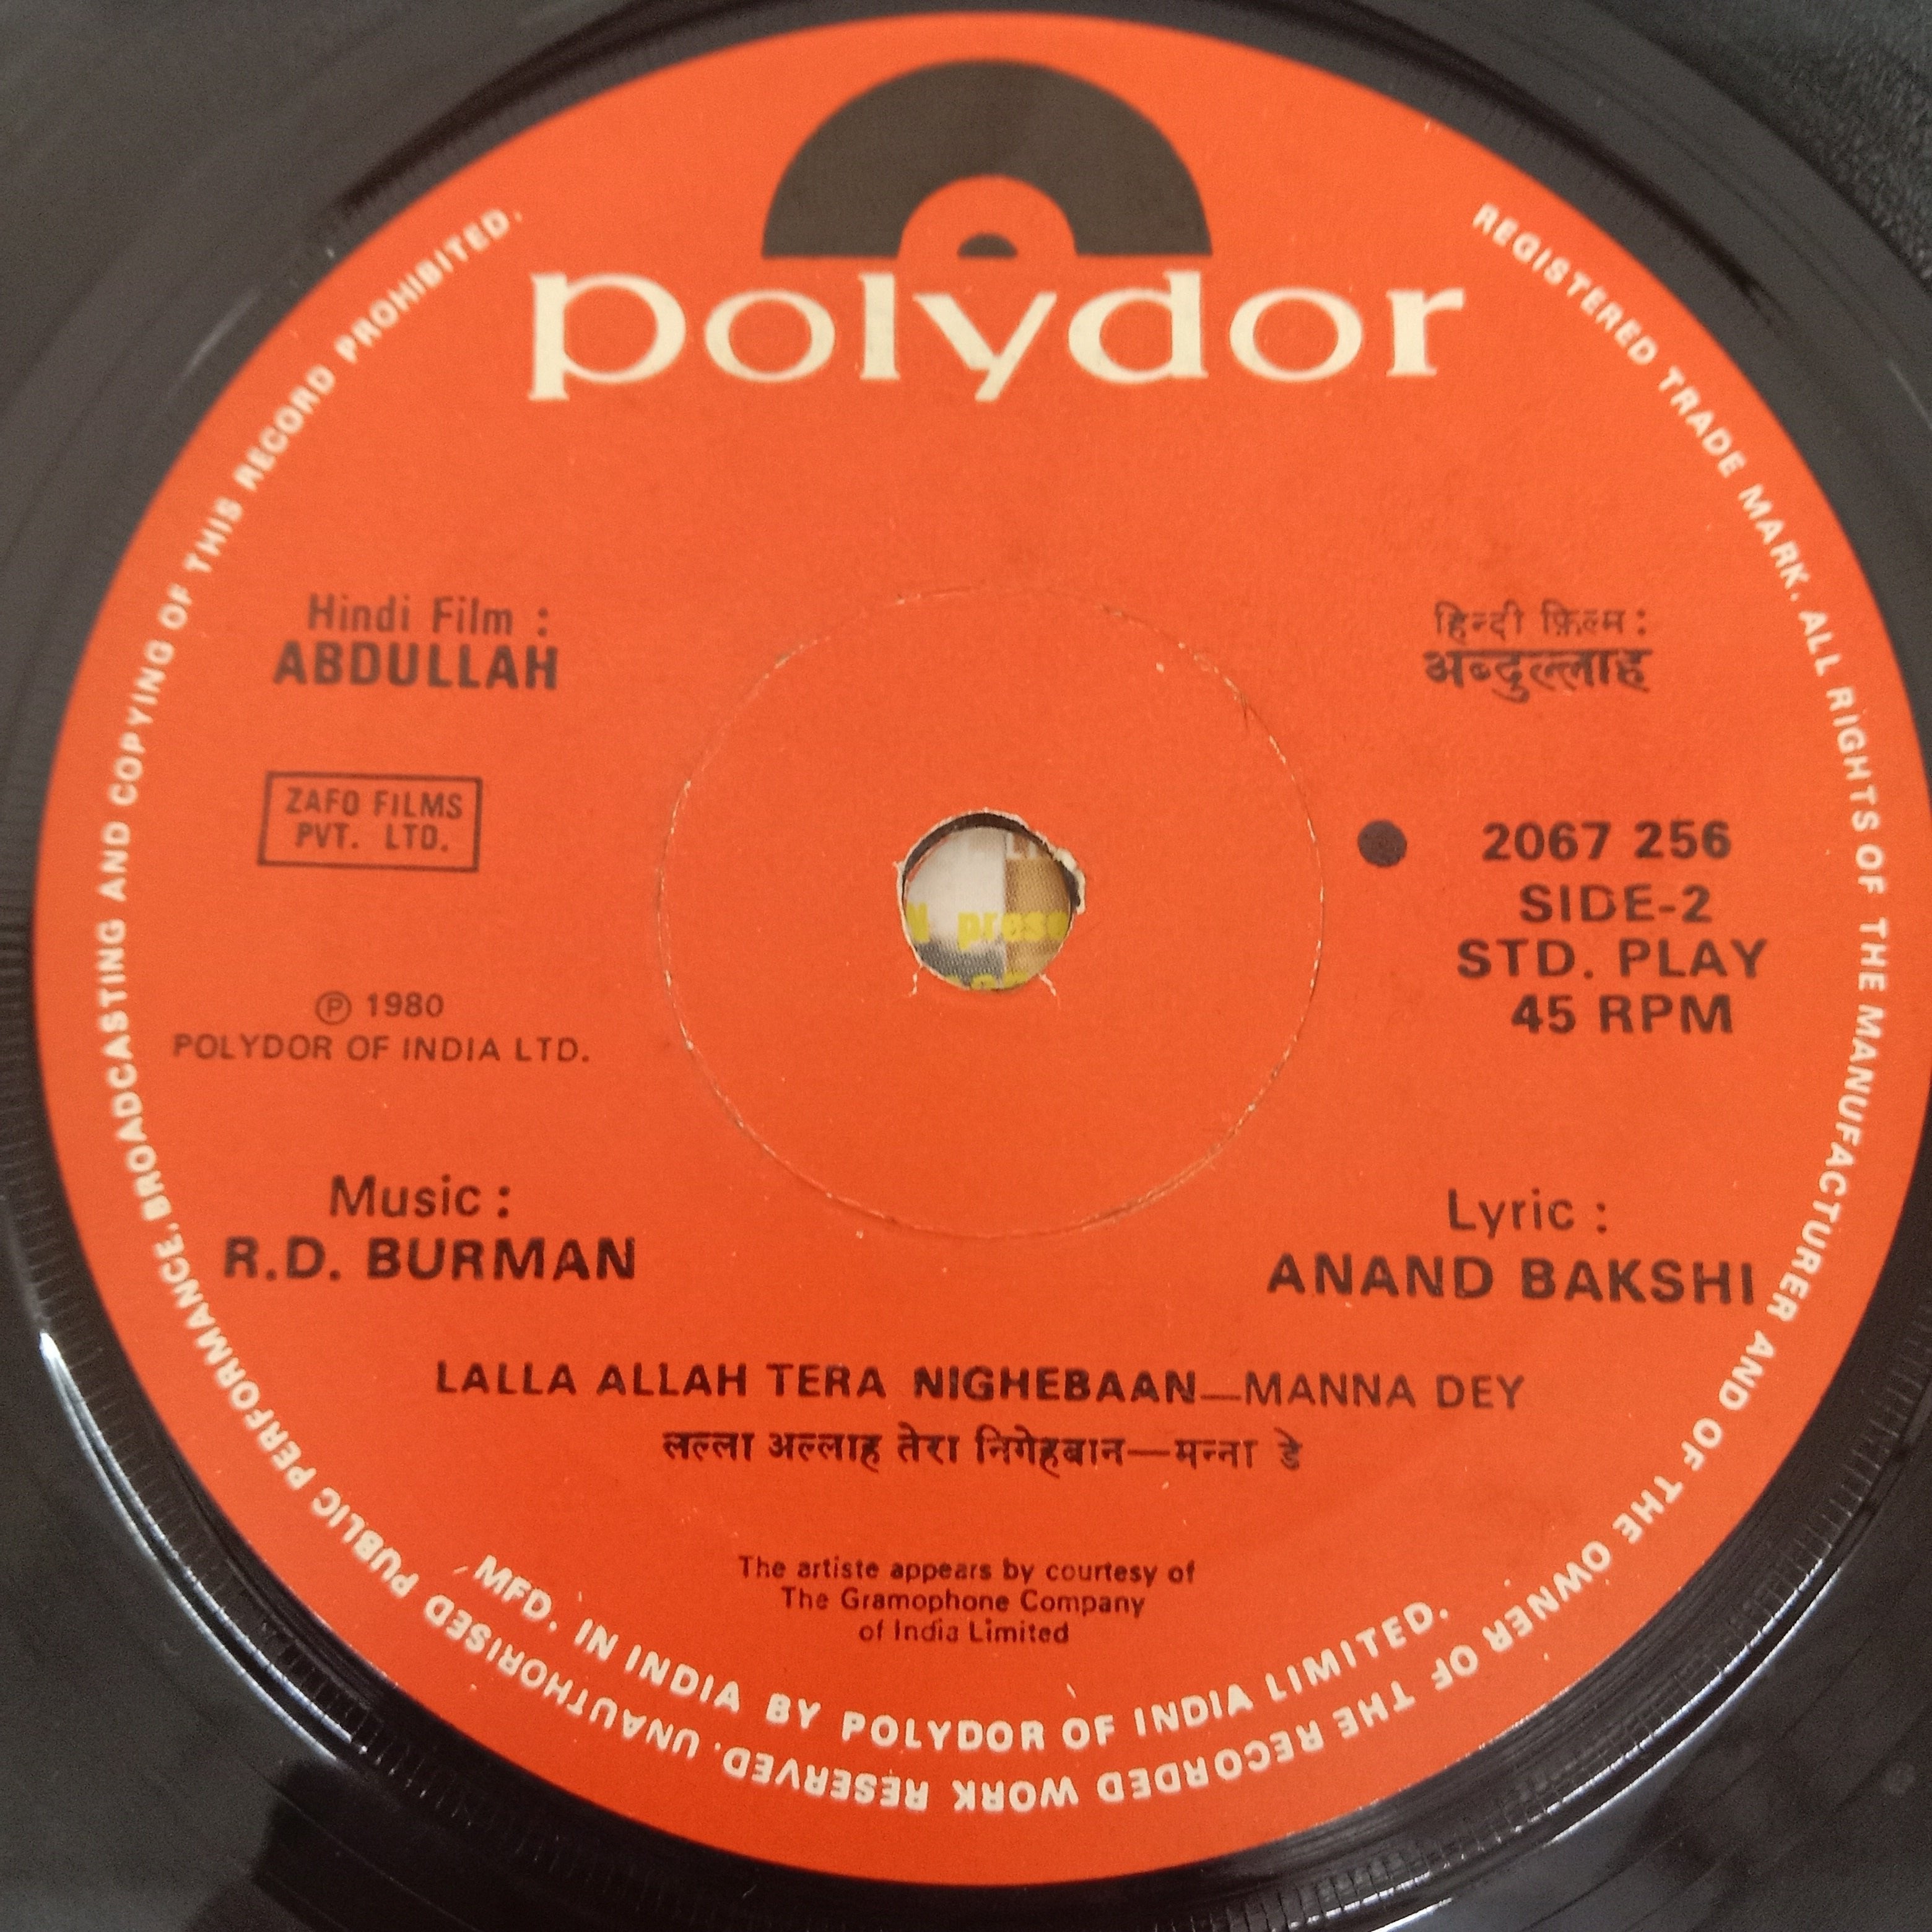 polydor
Hindi Film :
ABDULLAH
हिन्दी फ़िल्म :
अब्दुल्लाह
ZAFO FILMS
PVT. LTD.
2067 256
SIDE-2
STD. PLAY
45 RPM
Ⓟ 1980
POLYDOR OF INDIA LTD.
Music :
R.D. BURMAN
Lyric :
ANAND BAKSHI
LALLA ALLAH TERA NIGHEBAAN—MANNA DEY
लल्ला अल्लाह तेरा निगेहबान—मन्ना डे
The artiste appears by courtesy of
The Gramophone Company
of India Limited
MFD. IN INDIA BY POLYDOR OF INDIA LIMITED.
REGISTERED TRADE MARK. ALL RIGHTS OF THE MANUFACTURER AND OF THE OWNER OF THE RECORDED WORK RESERVED. UNAUTHORISED PUBLIC PERFORMANCE, BROADCASTING AND COPYING OF THIS RECORD PROHIBITED.